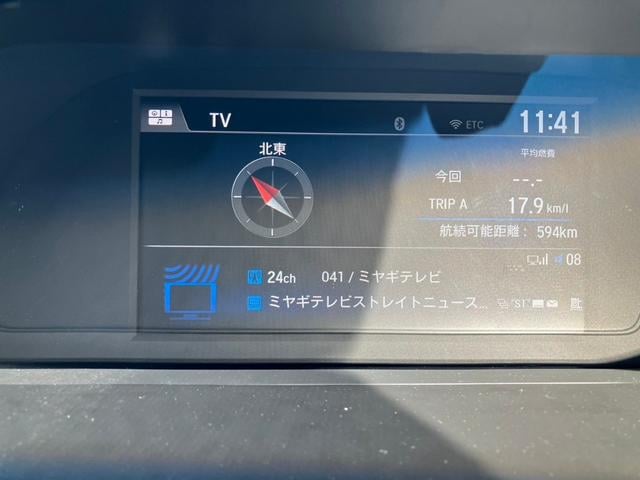 TV
ETC
11:41
北東
平均燃費
今回 --.-
TRIP A 17.9 km/l
航続可能距離： 594km
08
24ch 041 / ミヤギテレビ
ミヤギテレビストレイトニュース...
"S1"